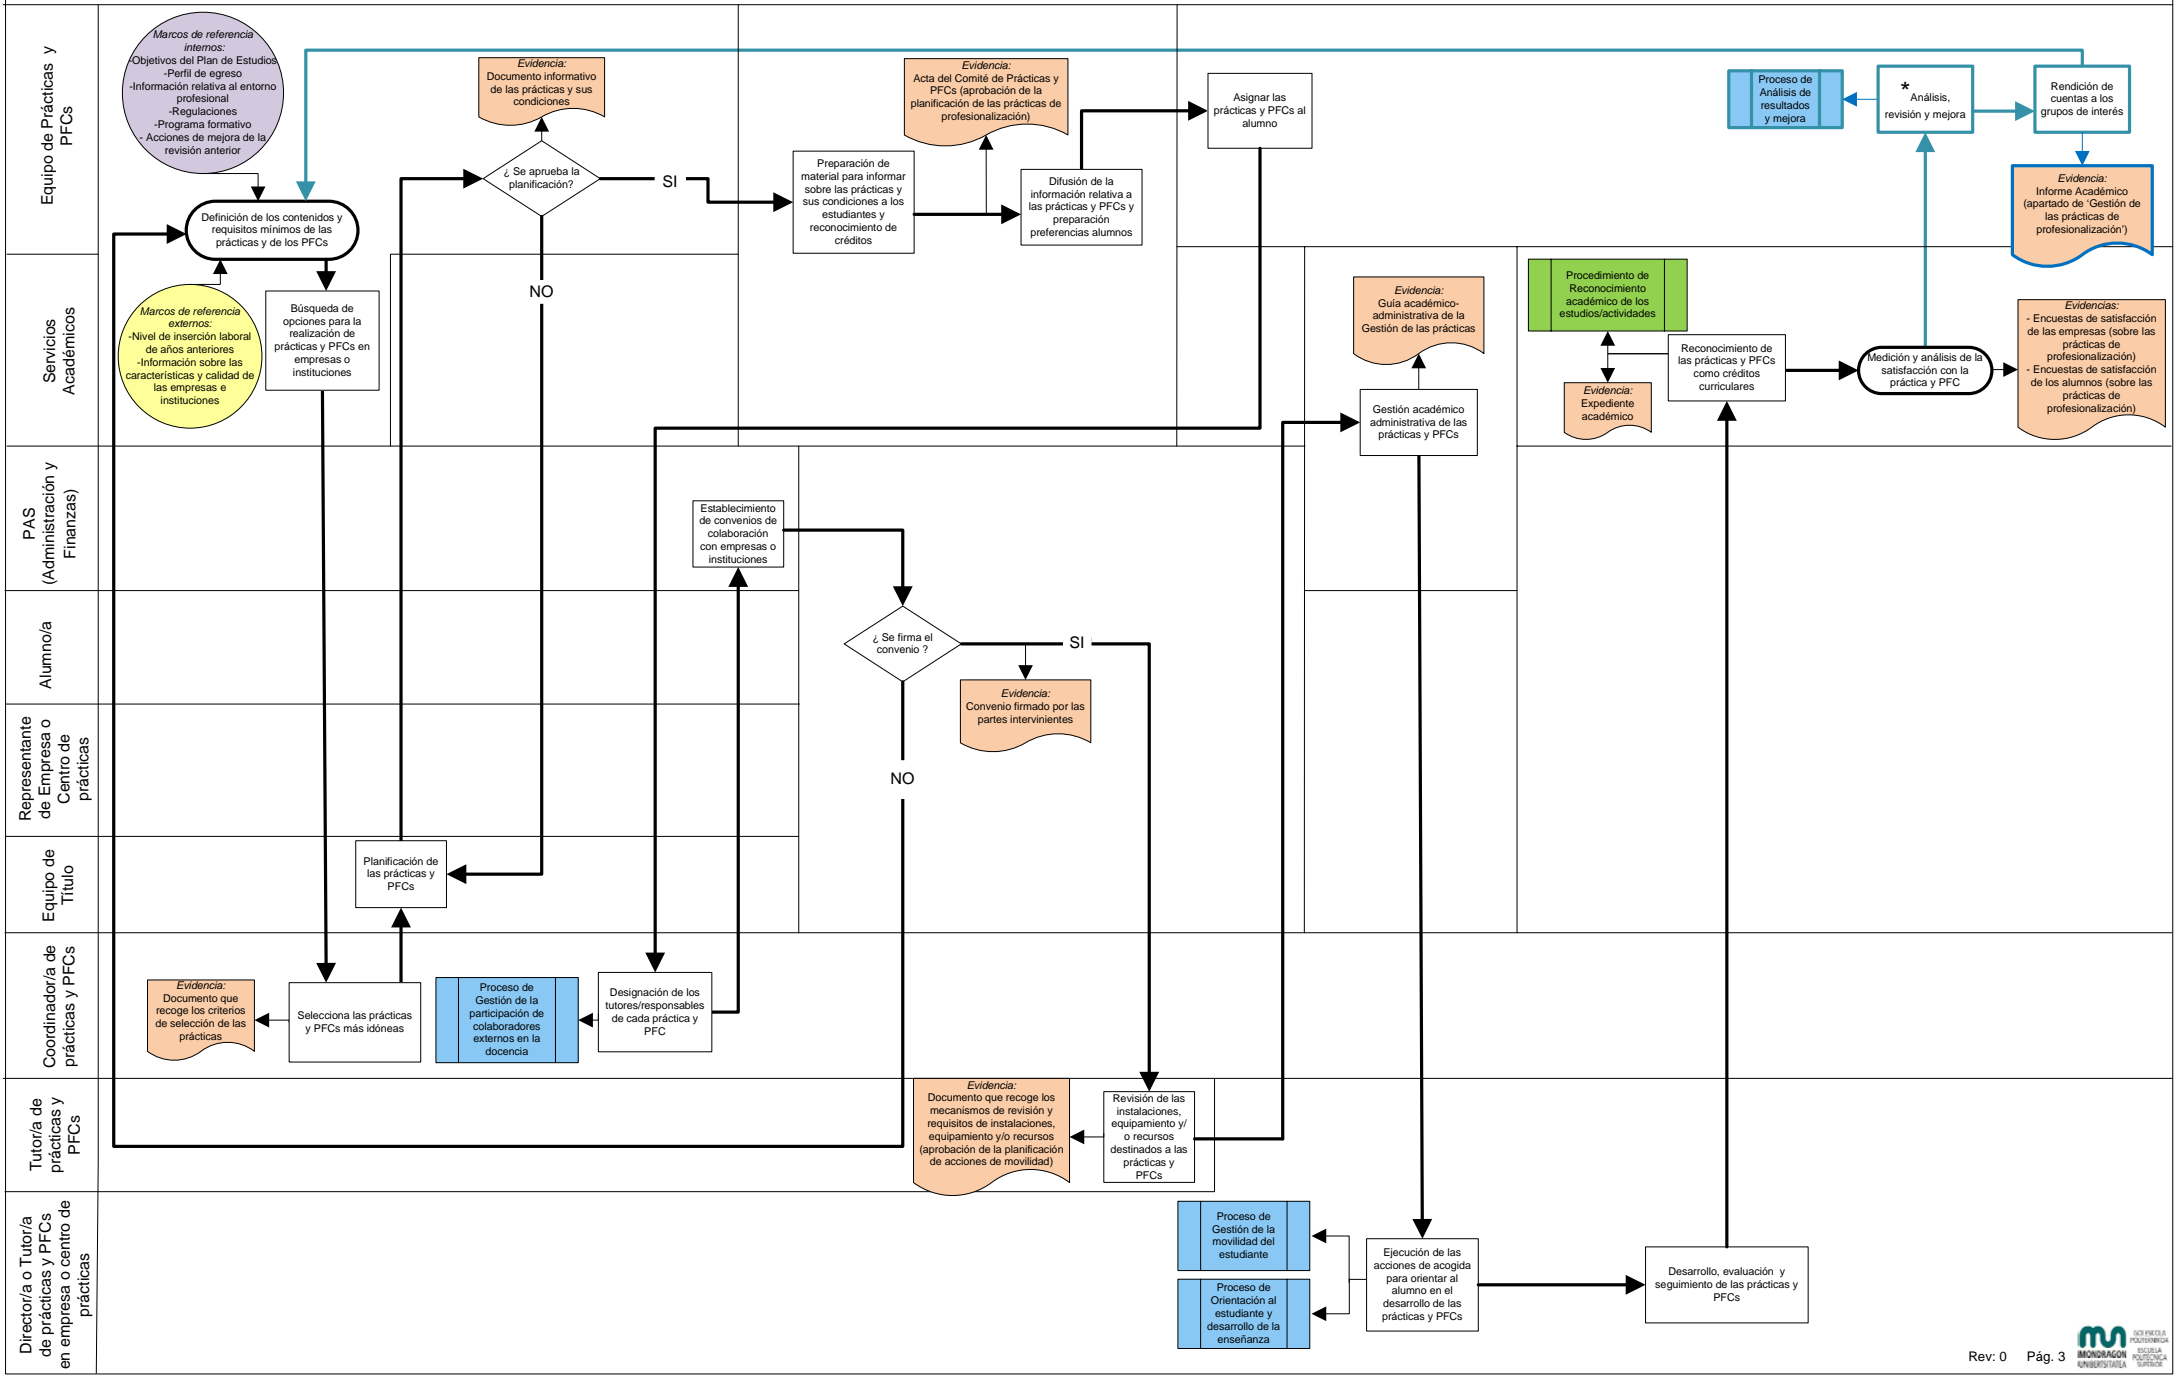 Equipo de Prácticas y
PFCs
Marcos de referencia
internos:
-Objetivos del Plan de Estudios
-Perfil de egreso
-Información relativa al entorno
profesional
-Regulaciones
-Programa formativo
- Acciones de mejora de la
revisión anterior
Definición de los contenidos y
requisitos mínimos de las
prácticas y de los PFCs
Evidencia:
Documento informativo
de las prácticas y sus
condiciones
¿ Se aprueba la
planificación?
SI
NO
Preparación de
material para informar
sobre las prácticas y
sus condiciones a los
estudiantes y
reconocimiento de
créditos
Evidencia:
Acta del Comité de Prácticas y
PFCs (aprobación de la
planificación de las prácticas de
profesionalización)
Difusión de la
información relativa a
las prácticas y PFCs y
preparación
preferencias alumnos
Asignar las
prácticas y PFCs al
alumno
Proceso de
Análisis de
resultados
y mejora
* Análisis,
revisión y mejora
Rendición de
cuentas a los
grupos de interés
Evidencia:
Informe Académico
(apartado de 'Gestión de
las prácticas de
profesionalización')
Servicios
Académicos
Marcos de referencia
externos:
-Nivel de inserción laboral
de años anteriores
-Información sobre las
características y calidad de
las empresas e
instituciones
Búsqueda de
opciones para la
realización de
prácticas y PFCs en
empresas o
instituciones
Evidencia:
Guía académico-
administrativa de la
Gestión de las prácticas
Gestión académico
administrativa de las
prácticas y PFCs
Procedimiento de
Reconocimiento
académico de los
estudios/actividades
Evidencia:
Expediente
académico
Reconocimiento de
las prácticas y PFCs
como créditos
curriculares
Medición y análisis de la
satisfacción con la
práctica y PFC
Evidencias:
- Encuestas de satisfacción
de las empresas (sobre las
prácticas de
profesionalización)
- Encuestas de satisfacción
de los alumnos (sobre las
prácticas de
profesionalización)
PAS
(Administración y
Finanzas)
Establecimiento
de convenios de
colaboración
con empresas o
instituciones
Alumno/a
¿ Se firma el
convenio ?
SI
NO
Evidencia:
Convenio firmado por las
partes intervinientes
Representante
de Empresa o
Centro de
prácticas
Equipo de
Título
Planificación de
las prácticas y
PFCs
Coordinador/a de
prácticas y PFCs
Evidencia:
Documento que
recoge los criterios
de selección de las
prácticas
Selecciona las prácticas
y PFCs más idóneas
Proceso de
Gestión de la
participación de
colaboradores
externos en la
docencia
Designación de los
tutores/responsables
de cada práctica y
PFC
Tutor/a de
prácticas y
PFCs
Evidencia:
Documento que recoge los
mecanismos de revisión y
requisitos de instalaciones,
equipamiento y/o recursos
(aprobación de la planificación
de acciones de movilidad)
Revisión de las
instalaciones,
equipamiento y/
o recursos
destinados a las
prácticas y
PFCs
Director/a o Tutor/a
de prácticas y PFCs
en empresa o centro de
prácticas
Proceso de
Gestión de la
movilidad del
estudiante
Proceso de
Orientación al
estudiante y
desarrollo de la
enseñanza
Ejecución de las
acciones de acogida
para orientar al
alumno en el
desarrollo de las
prácticas y PFCs
Desarrollo, evaluación y
seguimiento de las prácticas y
PFCs
Rev: 0 Pág. 3
MONDRAGON
UNIBERTSITATEA
GOI ESKOLA
POLITEKNIKOA
ESCUELA
POLITÉCNICA
SUPERIOR